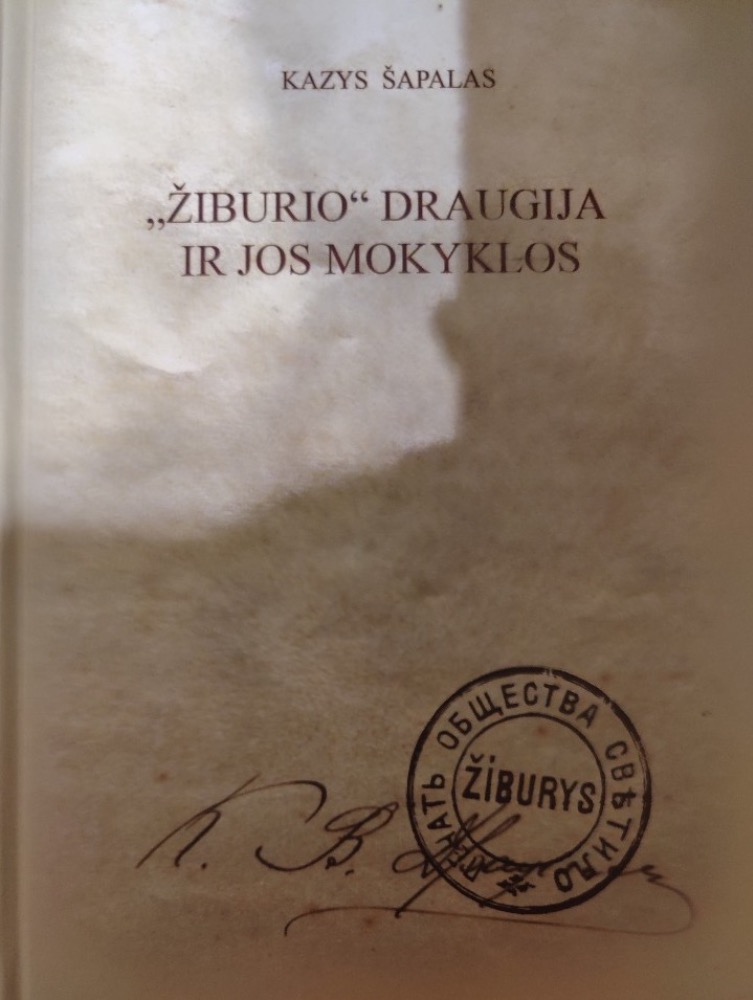 KAZYS ŠAPALAS
„ŽIBURIO“ DRAUGIJA
IR JOS MOKYKLOS
ПЕЧАТЬ ОБЩЕСТВА СВѢТИЛО
ŽiBURYS
K. B.